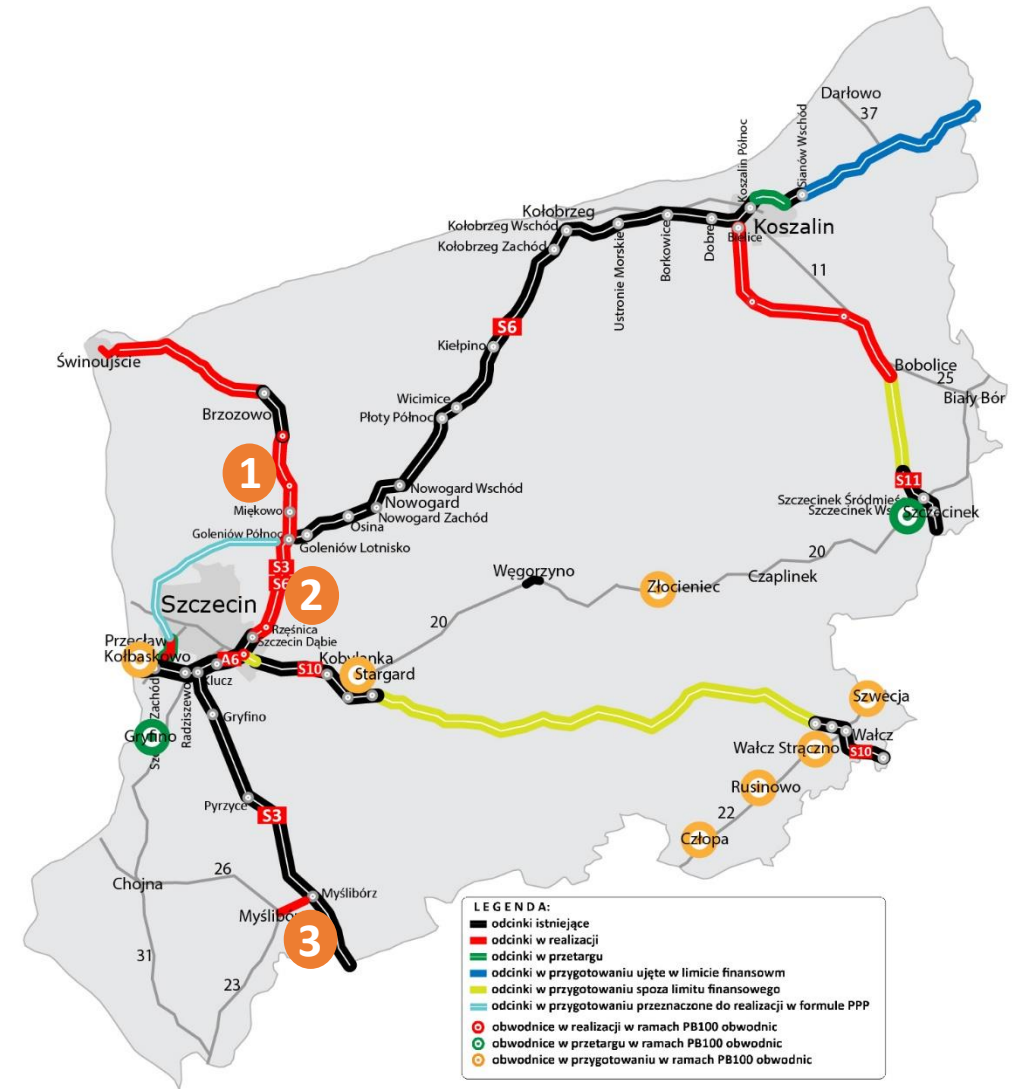 Darłowo
37
Koszalin Północ
Sianów Wschód
Kołobrzeg
Kołobrzeg Wschód
Kołobrzeg Zachód
Ustronie Morskie
Borkowice
Dobre
Bielice
Koszalin
11
S6
Kiełpino
Świnoujście
Bobolice
25
Biały Bór
Brzozowo
Wicimice
Płoty Północ
1
S11
Nowogard Wschód
Nowogard
Nowogard Zachód
Szczecinek
Szczecinek
Miękowo
Osina
Goleniów Północ
Goleniów Lotnisko
20
S3
S6
2
Węgorzyno
Złocieniec
Czaplinek
Szczecin
20
Rzęśnica
Szczecin Dąbie
Przecław
Kołbaskowo
A6
S10
Kobylanka
Stargard
Klucz
Zachód
Radziszewo
Gryfino
Gryfino
Szwecja
Wałcz
Wałcz Strączno
S10
Rusinowo
22
Pyrzyce
S3
Człopa
26
Chojna
Myślibórz
3
31
23
LEGENDA:
odcinki istniejące
odcinki w realizacji
odcinki w przetargu
odcinki w przygotowaniu ujęte w limicie finansowm
odcinki w przygotowaniu spoza limitu finansowego
odcinki w przygotowaniu przeznaczone do realizacji w formule PPP
obwodnice w realizacji w ramach PB100 obwodnic
obwodnice w przetargu w ramach PB100 obwodnic
obwodnice w przygotowaniu w ramach PB100 obwodnic